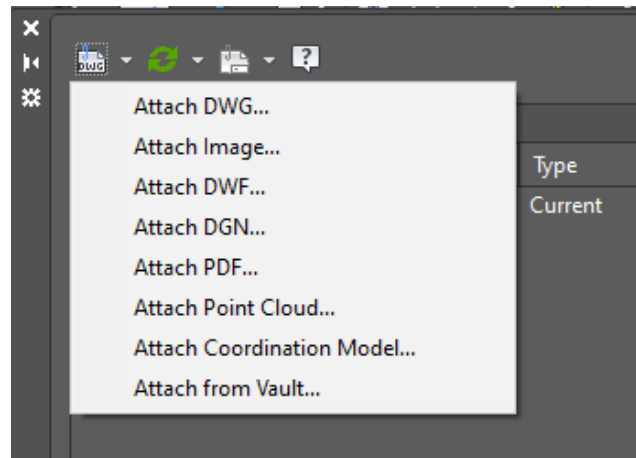 DWG
?
Attach DWG...
Attach Image...
Attach DWF...
Attach DGN...
Attach PDF...
Attach Point Cloud...
Attach Coordination Model...
Attach from Vault...
Type
Current